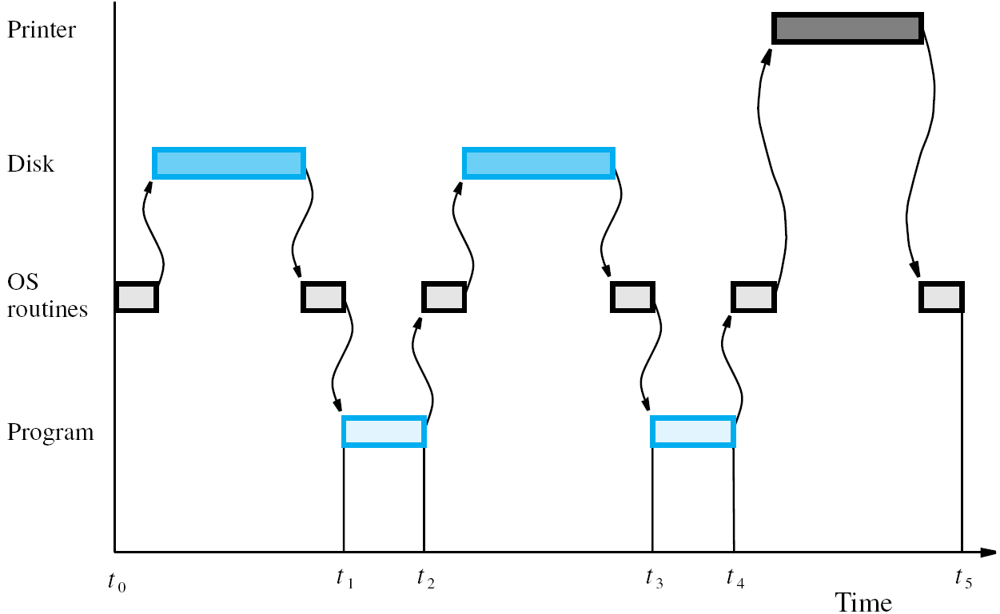 Printer
Disk
OS
routines
Program
t0 t1 t2 t3 t4 t5
Time